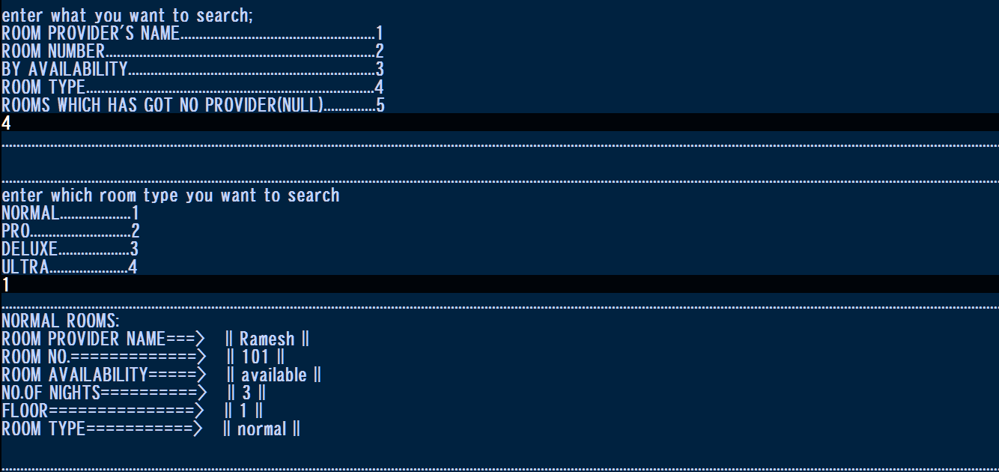 enter what you want to search;
ROOM PROVIDER'S NAME....................................................1
ROOM NUMBER........................................................................2
BY AVAILABILITY..................................................................3
ROOM TYPE.............................................................................4
ROOMS WHICH HAS GOT NO PROVIDER(NULL)..............5
4
enter which room type you want to search
NORMAL...................1
PRO...........................2
DELUXE...................3
ULTRA.....................4
1
NORMAL ROOMS:
ROOM PROVIDER NAME===> || Ramesh ||
ROOM NO.=============> || 101 ||
ROOM AVAILABILITY=====> || available ||
NO.OF NIGHTS==========> || 3 ||
FLOOR===============> || 1 ||
ROOM TYPE===========> || normal ||